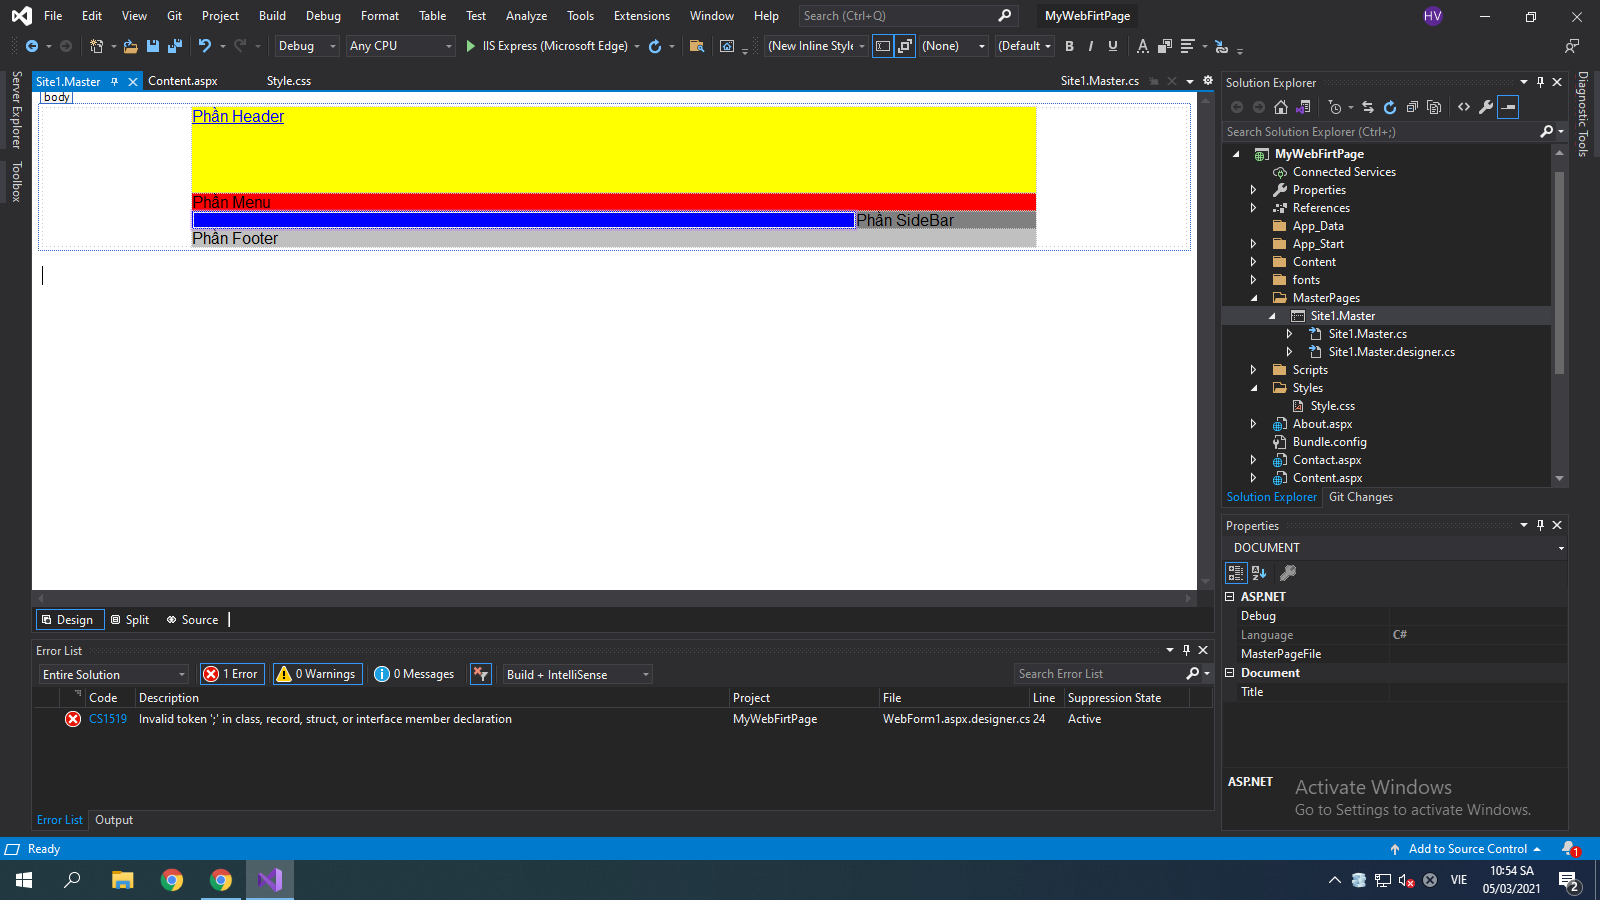 File Edit View Git Project Build Debug Format Table Test Analyze Tools Extensions Window Help Search (Ctrl+Q) MyWebFirtPage HV
Debug Any CPU IIS Express (Microsoft Edge) (New Inline Style (None) (Default B I U A
Server Explorer
Toolbox
Site1.Master Content.aspx Style.css Site1.Master.cs
body
Phần Header
Phần Menu
Phần SideBar
Phần Footer
Design Split Source
Error List
Entire Solution 1 Error 0 Warnings 0 Messages Build + IntelliSense Search Error List
Code Description Project File Line Suppression State
CS1519 Invalid token ';' in class, record, struct, or interface member declaration MyWebFirtPage WebForm1.aspx.designer.cs 24 Active
Error List Output
Solution Explorer
Search Solution Explorer (Ctrl+;)
MyWebFirtPage
Connected Services
Properties
References
App_Data
App_Start
Content
fonts
MasterPages
Site1.Master
Site1.Master.cs
Site1.Master.designer.cs
Scripts
Styles
Style.css
About.aspx
Bundle.config
Contact.aspx
Content.aspx
Solution Explorer Git Changes
Properties
DOCUMENT
ASP.NET
Debug
Language C#
MasterPageFile
Document
Title
ASP.NET
Activate Windows
Go to Settings to activate Windows.
Diagnostic Tools
Ready Add to Source Control 1
VIE 10:54 SA
05/03/2021 2